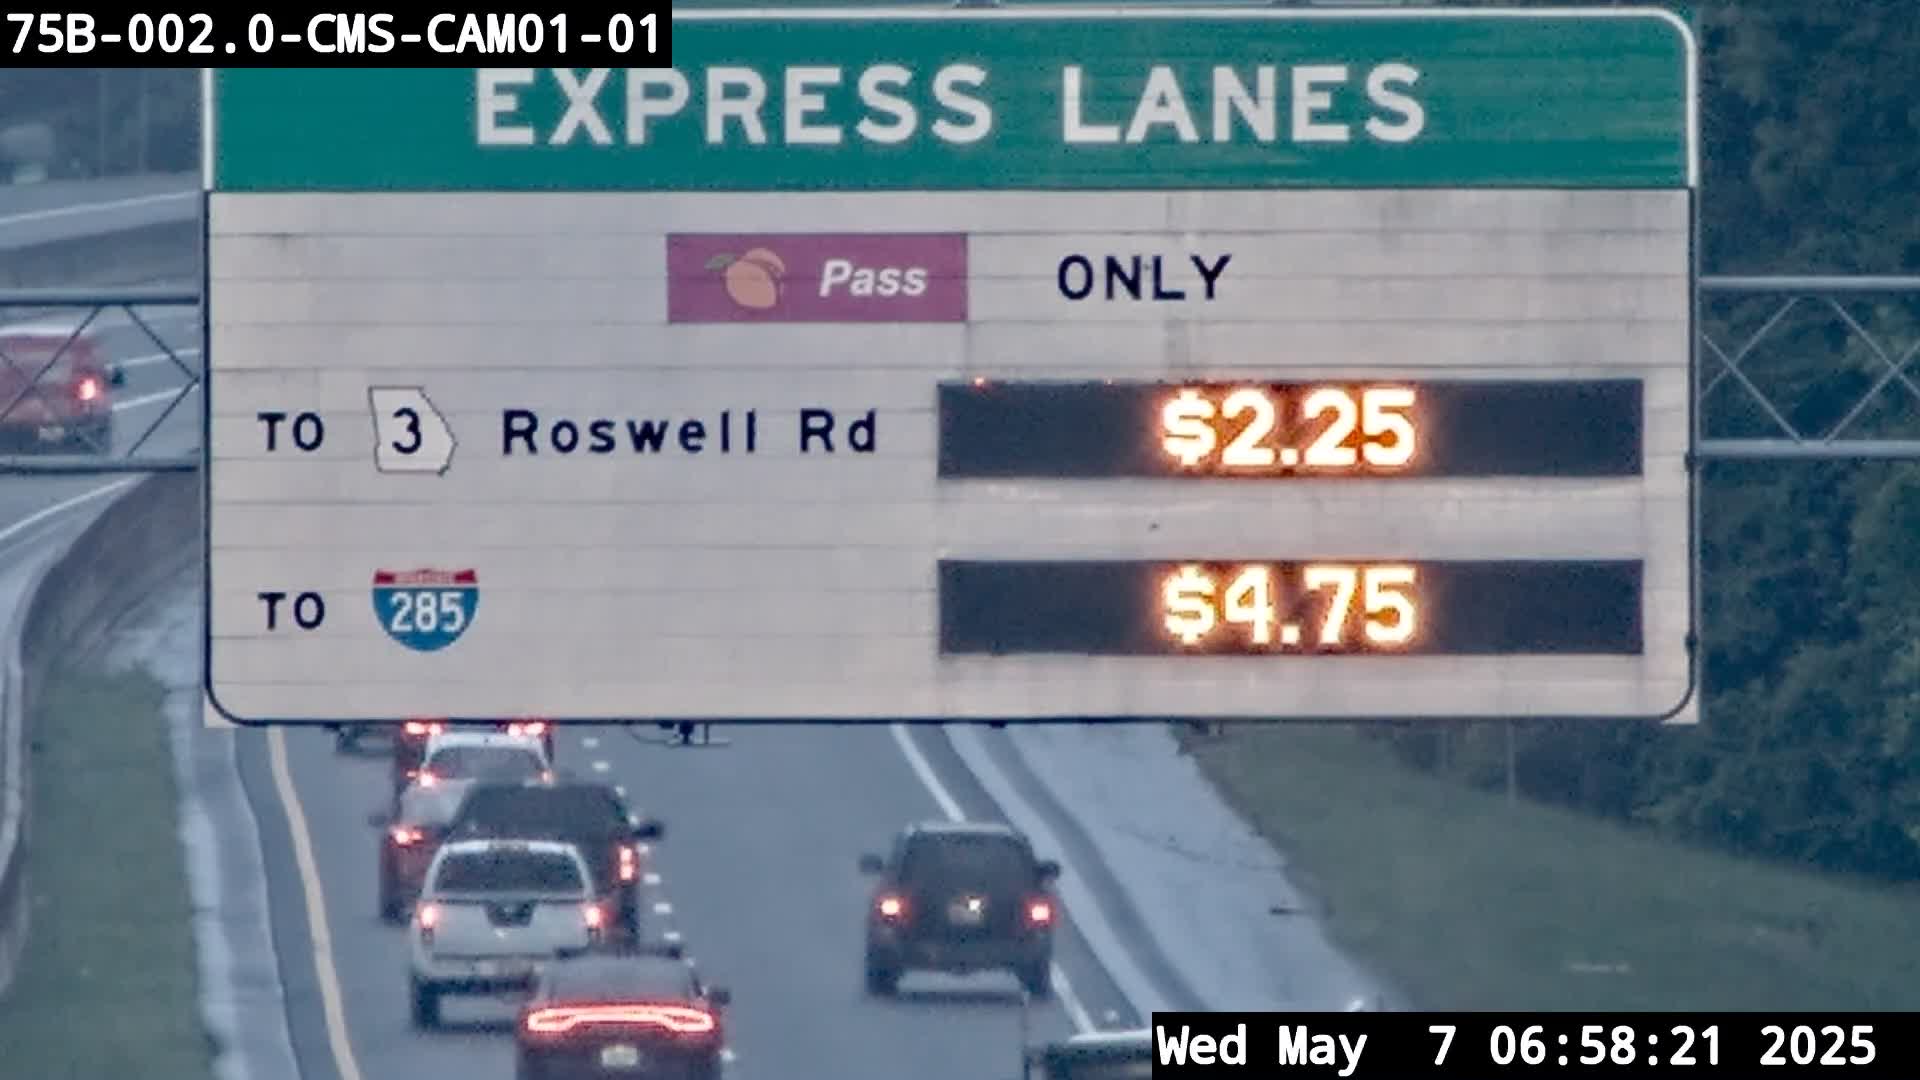 75B-002.0-CMS-CAM01-01
EXPRESS LANES
Pass ONLY
TO 3 Roswell Rd $2.25
TO 285 $4.75
Wed May 7 06:58:21 2025